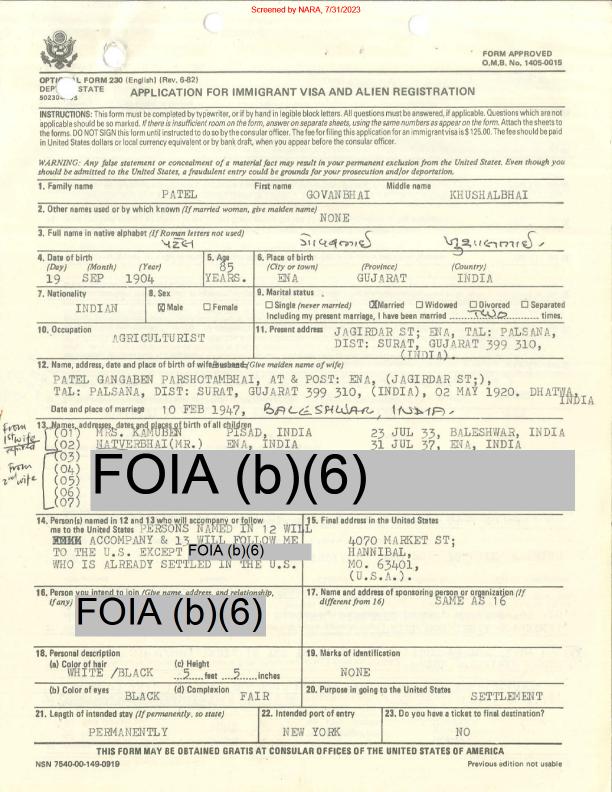 Screened by NARA, 7/31/2023
FORM APPROVED
O.M.B. No. 1405-0015
OPTIONAL FORM 230 (English) (Rev. 6-82)
STATE
APPLICATION FOR IMMIGRANT VISA AND ALIEN REGISTRATION
INSTRUCTIONS: This form must be completed by typewriter, or if by hand in legible block letters. All questions must be answered, if applicable. Questions which are not
applicable should be so marked. If there is insufficient room on the form, answer on separate sheets, using the same numbers as appear on the form. Attach the sheets to
the forms. DO NOT SIGN this form until instructed to do so by the consular officer. The fee for filing this application for an immigrant visa is $125.00. The fee should be paid
in United States dollars or local currency equivalent or by bank draft, when you appear before the consular officer.
WARNING: Any false statement or concealment of a material fact may result in your permanent exclusion from the United States. Even though you
should be admitted to the United States, a fraudulent entry could be grounds for your prosecution and/or deportation.
1. Family name First name Middle name
PATEL GOVANBHAI KHUSHALBHAI
2. Other names used or by which known (If married woman, give maiden name)
NONE
3. Full name in native alphabet (If Roman letters not used)
પટેલ ગોવનભાઈ ખુશાલભાઈ.
4. Date of birth 5. Age 6. Place of birth
(Day) (Month) (Year) 85 (City or town) (Province) (Country)
19 SEP 1904 YEARS. ENA GUJARAT INDIA
7. Nationality 8. Sex 9. Marital status
INDIAN ☒ Male ☐ Female ☐ Single (never married) ☒ Married ☐ Widowed ☐ Divorced ☐ Separated
Including my present marriage, I have been married TWO times.
10. Occupation 11. Present address JAGIRDAR ST; ENA, TAL: PALSANA,
AGRICULTURIST DIST: SURAT, GUJARAT 399 310,
(INDIA).
12. Name, address, date and place of birth of wife/husband (Give maiden name of wife)
PATEL GANGABEN PARSHOTAMBHAI, AT & POST: ENA, (JAGIRDAR ST;),
TAL: PALSANA, DIST: SURAT, GUJARAT 399 310, (INDIA), 02 MAY 1920. DHATWA,
INDIA
Date and place of marriage 10 FEB 1947, BALESHWAR, INDIA.
13. Names, addresses, dates and places of birth of all children
From 1st wife
(01) MRS. KAMUBEN PISAD, INDIA 23 JUL 33, BALESHWAR, INDIA
(02) NATVERBHAI(MR.) ENA, INDIA 31 JUL 37, ENA, INDIA
From 2nd wife
(03)
(04)
(05)
(06)
(07)
FOIA (b)(6)
14. Person(s) named in 12 and 13 who will accompany or follow
me to the United States PERSONS NAMED IN 12 WILL
ACCOMPANY & 13 WILL FOLLOW ME
TO THE U.S. EXCEPT FOIA (b)(6)
WHO IS ALREADY SETTLED IN THE U.S.
15. Final address in the United States
4070 MARKET ST;
HANNIBAL,
MO. 63401,
(U.S.A.).
16. Person you intend to join (Give name, address, and relationship,
if any)
FOIA (b)(6)
17. Name and address of sponsoring person or organization (If
different from 16) SAME AS 16
18. Personal description
(a) Color of hair (c) Height
WHITE /BLACK 5 feet 5 inches
(b) Color of eyes BLACK (d) Complexion FAIR
19. Marks of identification
NONE
20. Purpose in going to the United States
SETTLEMENT
21. Length of intended stay (If permanently, so state) 22. Intended port of entry 23. Do you have a ticket to final destination?
PERMANENTLY NEW YORK NO
THIS FORM MAY BE OBTAINED GRATIS AT CONSULAR OFFICES OF THE UNITED STATES OF AMERICA
NSN 7540-00-149-0919 Previous edition not usable